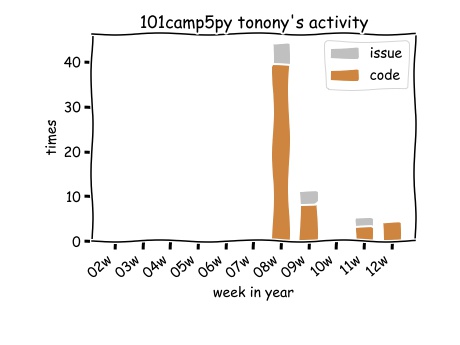 101camp5py tonony's activity
issue
code
times
40
30
20
10
0
02w 03w 04w 05w 06w 07w 08w 09w 10w 11w 12w
week in year